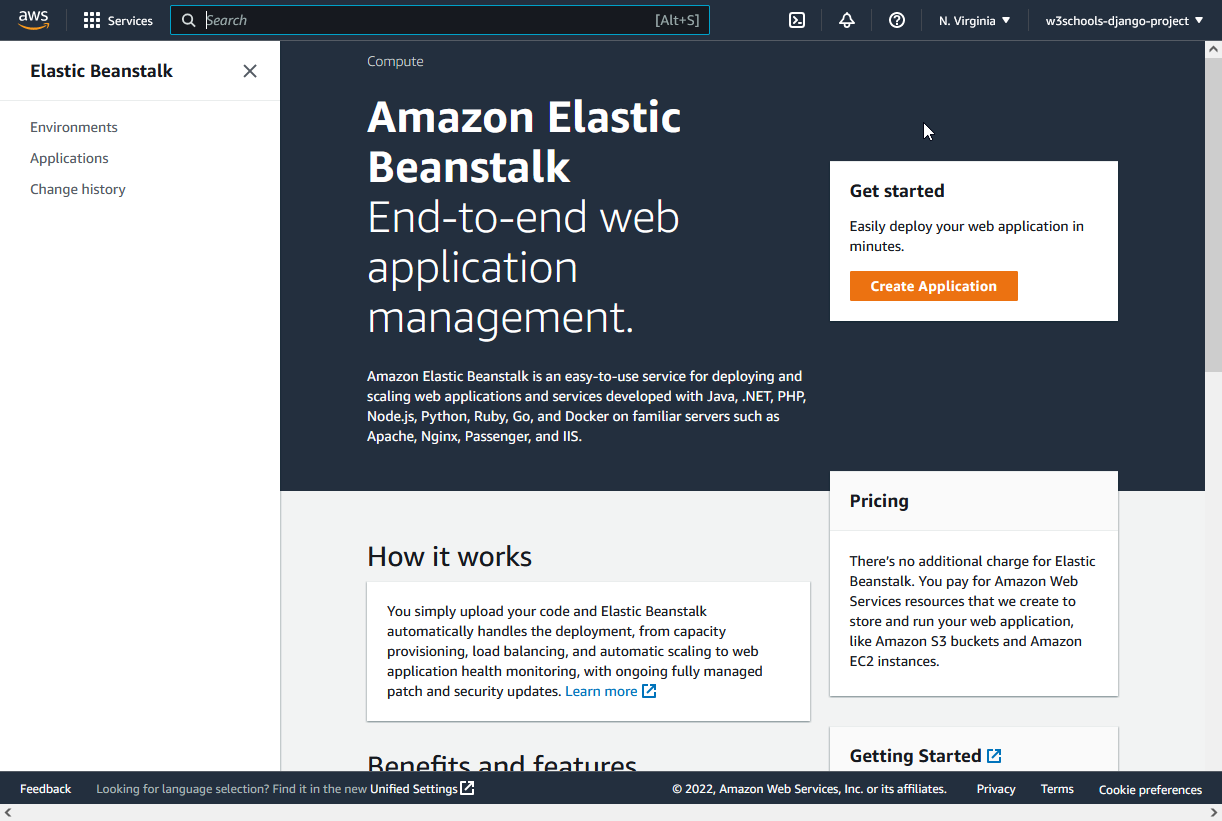 aws
Services
Search
[Alt+S]
N. Virginia
w3schools-django-project
Elastic Beanstalk
Environments
Applications
Change history
Compute
Amazon Elastic
Beanstalk
End-to-end web
application
management.
Amazon Elastic Beanstalk is an easy-to-use service for deploying and
scaling web applications and services developed with Java, .NET, PHP,
Node.js, Python, Ruby, Go, and Docker on familiar servers such as
Apache, Nginx, Passenger, and IIS.
Get started
Easily deploy your web application in
minutes.
Create Application
How it works
You simply upload your code and Elastic Beanstalk
automatically handles the deployment, from capacity
provisioning, load balancing, and automatic scaling to web
application health monitoring, with ongoing fully managed
patch and security updates. Learn more
Benefits and features
Pricing
There's no additional charge for Elastic
Beanstalk. You pay for Amazon Web
Services resources that we create to
store and run your web application,
like Amazon S3 buckets and Amazon
EC2 instances.
Getting Started
Feedback
Looking for language selection? Find it in the new Unified Settings
© 2022, Amazon Web Services, Inc. or its affiliates.
Privacy
Terms
Cookie preferences